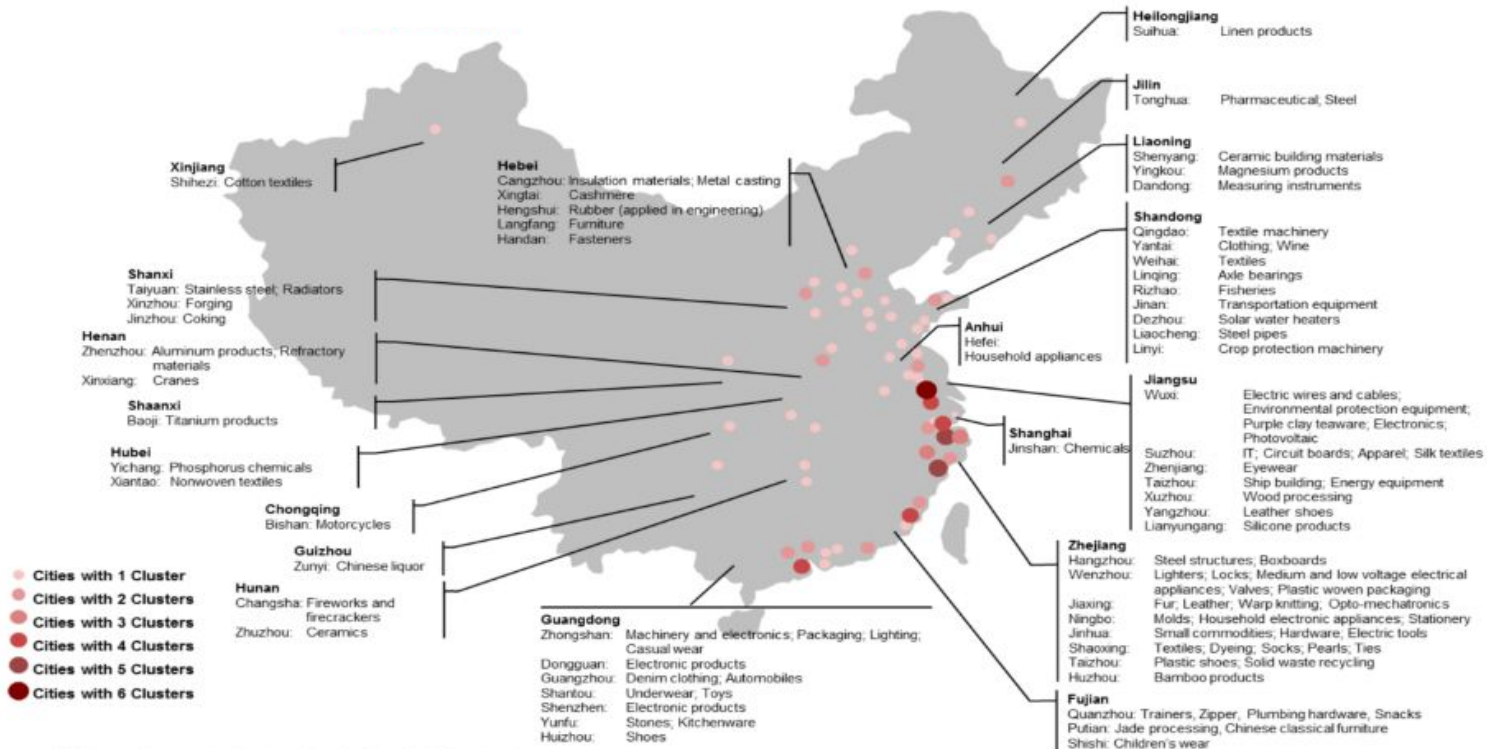 Heilongjiang
Suihua: Linen products
Jilin
Tonghua: Pharmaceutical; Steel
Liaoning
Shenyang: Ceramic building materials
Yingkou: Magnesium products
Dandong: Measuring instruments
Xinjiang
Shihezi: Cotton textiles
Hebei
Cangzhou: Insulation materials; Metal casting
Xingtai: Cashmere
Hengshui: Rubber (applied in engineering)
Langfang: Furniture
Handan: Fasteners
Shandong
Qingdao: Textile machinery
Yantai: Clothing; Wine
Weihai: Textiles
Linqing: Axle bearings
Rizhao: Fisheries
Jinan: Transportation equipment
Dezhou: Solar water heaters
Liaocheng: Steel pipes
Linyi: Crop protection machinery
Shanxi
Taiyuan: Stainless steel; Radiators
Xinzhou: Forging
Jinzhou: Coking
Henan
Zhenzhou: Aluminum products; Refractory
materials
Xinxiang: Cranes
Anhui
Hefei:
Household appliances
Shaanxi
Baoji: Titanium products
Jiangsu
Wuxi: Electric wires and cables;
Environmental protection equipment;
Purple clay teaware; Electronics;
Photovoltaic
Suzhou: IT; Circuit boards; Apparel; Silk textiles
Zhenjiang: Eyewear
Taizhou: Ship building; Energy equipment
Xuzhou: Wood processing
Yangzhou: Leather shoes
Lianyungang: Silicone products
Shanghai
Jinshan: Chemicals
Hubei
Yichang: Phosphorus chemicals
Xiantao: Nonwoven textiles
Chongqing
Bishan: Motorcycles
Guizhou
Zunyi: Chinese liquor
Hunan
Changsha: Fireworks and
firecrackers
Zhuzhou: Ceramics
Zhejiang
Hangzhou: Steel structures; Boxboards
Wenzhou: Lighters; Locks; Medium and low voltage electrical
appliances; Valves; Plastic woven packaging
Jiaxing: Fur; Leather; Warp knitting; Opto-mechatronics
Ningbo: Molds; Household electronic appliances; Stationery
Jinhua: Small commodities; Hardware; Electric tools
Shaoxing: Textiles; Dyeing; Socks; Pearls; Ties
Taizhou: Plastic shoes; Solid waste recycling
Huzhou: Bamboo products
Cities with 1 Cluster
Cities with 2 Clusters
Cities with 3 Clusters
Cities with 4 Clusters
Cities with 5 Clusters
Cities with 6 Clusters
Guangdong
Zhongshan: Machinery and electronics; Packaging; Lighting;
Casual wear
Dongguan: Electronic products
Guangzhou: Denim clothing; Automobiles
Shantou: Underwear; Toys
Shenzhen: Electronic products
Yunfu: Stones; Kitchenware
Huizhou: Shoes
Fujian
Quanzhou: Trainers, Zipper, Plumbing hardware, Snacks
Putian: Jade processing, Chinese classical furniture
Shishi: Children's wear